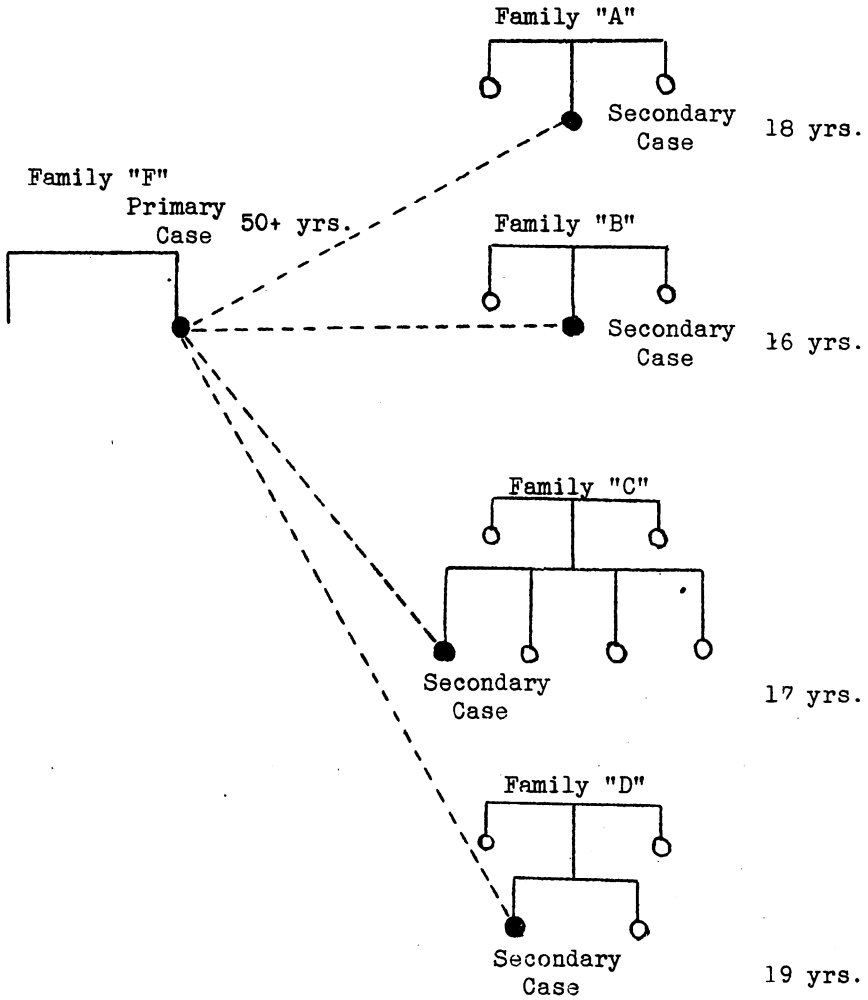 Family "A"
Secondary
Case
18 yrs.
Family "F"
Primary
Case
50+ yrs.
Family "B"
Secondary
Case
16 yrs.
Family "C"
Secondary
Case
17 yrs.
Family "D"
Secondary
Case
19 yrs.